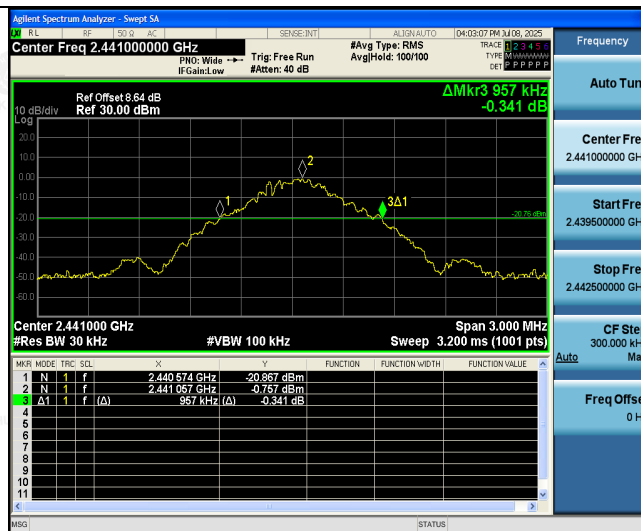 Agilent Spectrum Analyzer - Swept SA
RL RF 50 Ω AC SENSE:INT ALIGN AUTO 04:03:07 PM Jul 08, 2025
Center Freq 2.441000000 GHz
#Avg Type: RMS
TRACE 1 2 3 4 5 6
PNO: Wide Trig: Free Run Avg|Hold: 100/100
TYPE M
IFGain:Low #Atten: 40 dB
DET P P P P P P
ΔMkr3 957 kHz
-0.341 dB
Ref Offset 8.64 dB
10 dB/div Ref 30.00 dBm
Log
20.0
10.0
0.00
-10.0
-20.0
-30.0
-40.0
-50.0
-60.0
1
2
3Δ1
-20.76 dBm
Center 2.441000 GHz Span 3.000 MHz
#Res BW 30 kHz #VBW 100 kHz Sweep 3.200 ms (1001 pts)
MKR MODE TRC SCL X Y FUNCTION FUNCTION WIDTH FUNCTION VALUE
1 N 1 f 2.440 574 GHz -20.867 dBm
2 N 1 f 2.441 057 GHz -0.757 dBm
3 Δ1 1 f (Δ) 957 kHz (Δ) -0.341 dB
4
5
6
7
8
9
10
11
MSG STATUS
Frequency
Auto Tun
Center Fre
2.441000000 GH
Start Fre
2.439500000 GH
Stop Fre
2.442500000 GH
CF Ste
300.000 kH
Auto Ma
Freq Offse
0 H